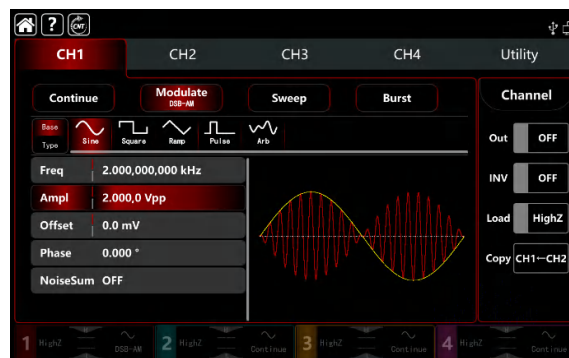 ? CNT
CH1 CH2 CH3 CH4 Utility
Continue Modulate Sweep Burst Channel
DSB-AM
Base
Type Sine Square Ramp Pulse Arb
Out OFF
Freq 2.000,000,000 kHz
INV OFF
Ampl 2.000,0 Vpp
Offset 0.0 mV
Load HighZ
Phase 0.000 °
Copy CH1←CH2
NoiseSum OFF
1 HighZ DSB-AM 2 HighZ Continue 3 HighZ Continue 4 HighZ Continue